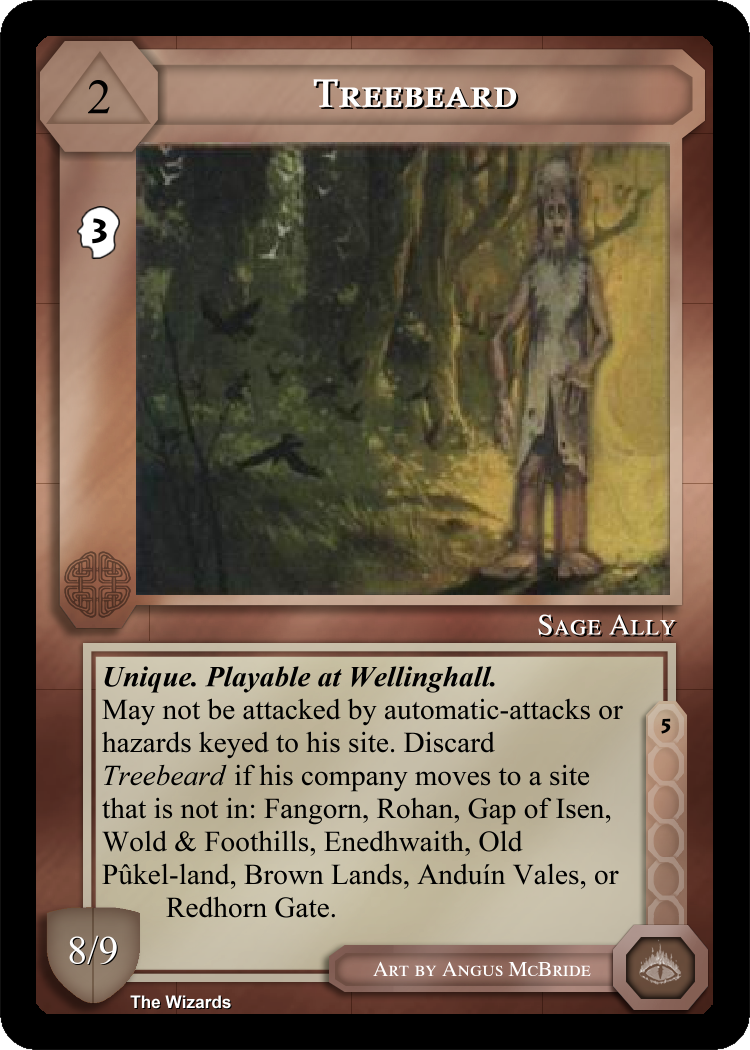 2
TREEBEARD
3
SAGE ALLY
Unique. Playable at Wellinghall.
May not be attacked by automatic-attacks or
hazards keyed to his site. Discard
Treebeard if his company moves to a site
that is not in: Fangorn, Rohan, Gap of Isen,
Wold & Foothills, Enedhwaith, Old
Pûkel-land, Brown Lands, Anduín Vales, or
Redhorn Gate.
5
8/9
ART BY ANGUS MCBRIDE
The Wizards